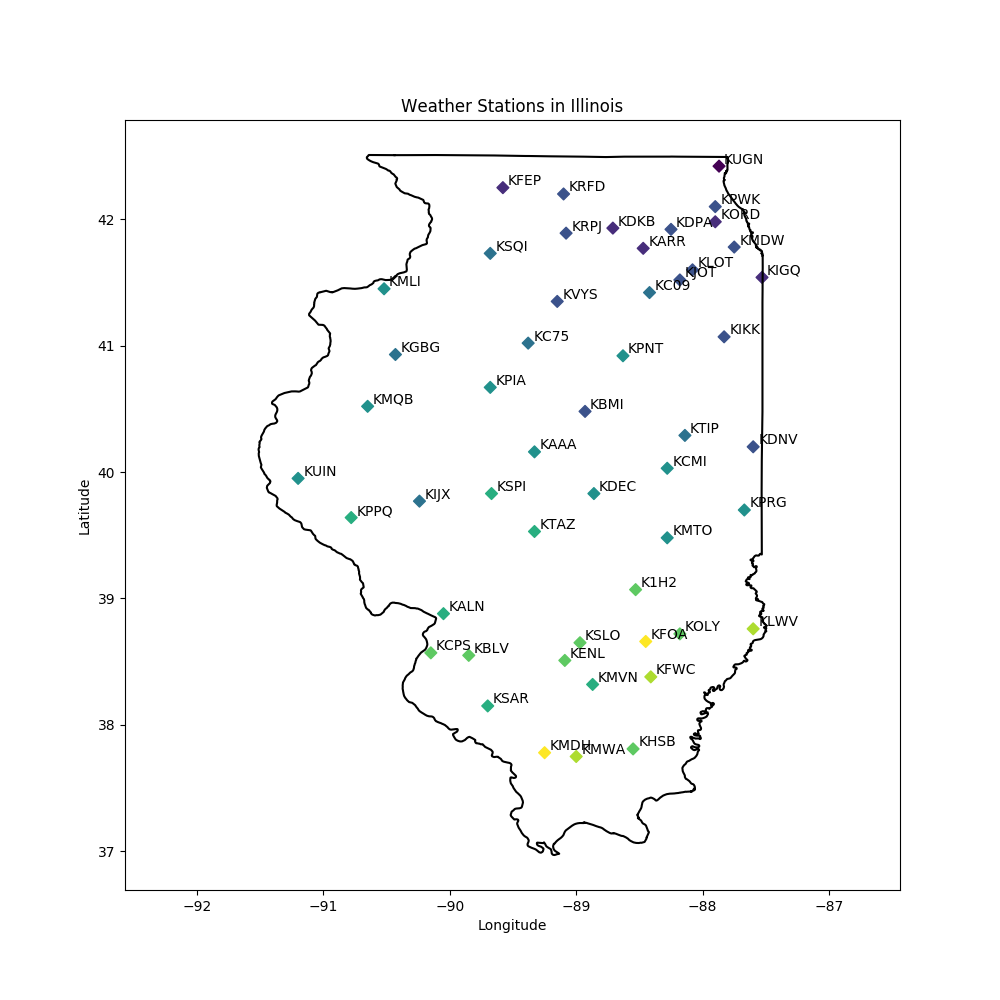 Weather Stations in Illinois
KUGN
KFEP
KRFD
KPWK
KORD
KDKB
KDPA
KRPJ
KARR
KMDW
KSQI
KLOT
KIGQ
KJOT
KMLI
KC09
KVYS
KIKK
KC75
KGBG
KPNT
KPIA
KMQB
KBMI
KTIP
KDNV
KAAA
KCMI
KUIN
KSPI
KDEC
KIJX
KPRG
KPPQ
KTAZ
KMTO
K1H2
KALN
KLWV
KOLY
KFOA
KSLO
KCPS
KBLV
KENL
KFWC
KMVN
KSAR
KHSB
KMDH
KMWA
42
41
40
39
38
37
Latitude
−92 −91 −90 −89 −88 −87
Longitude